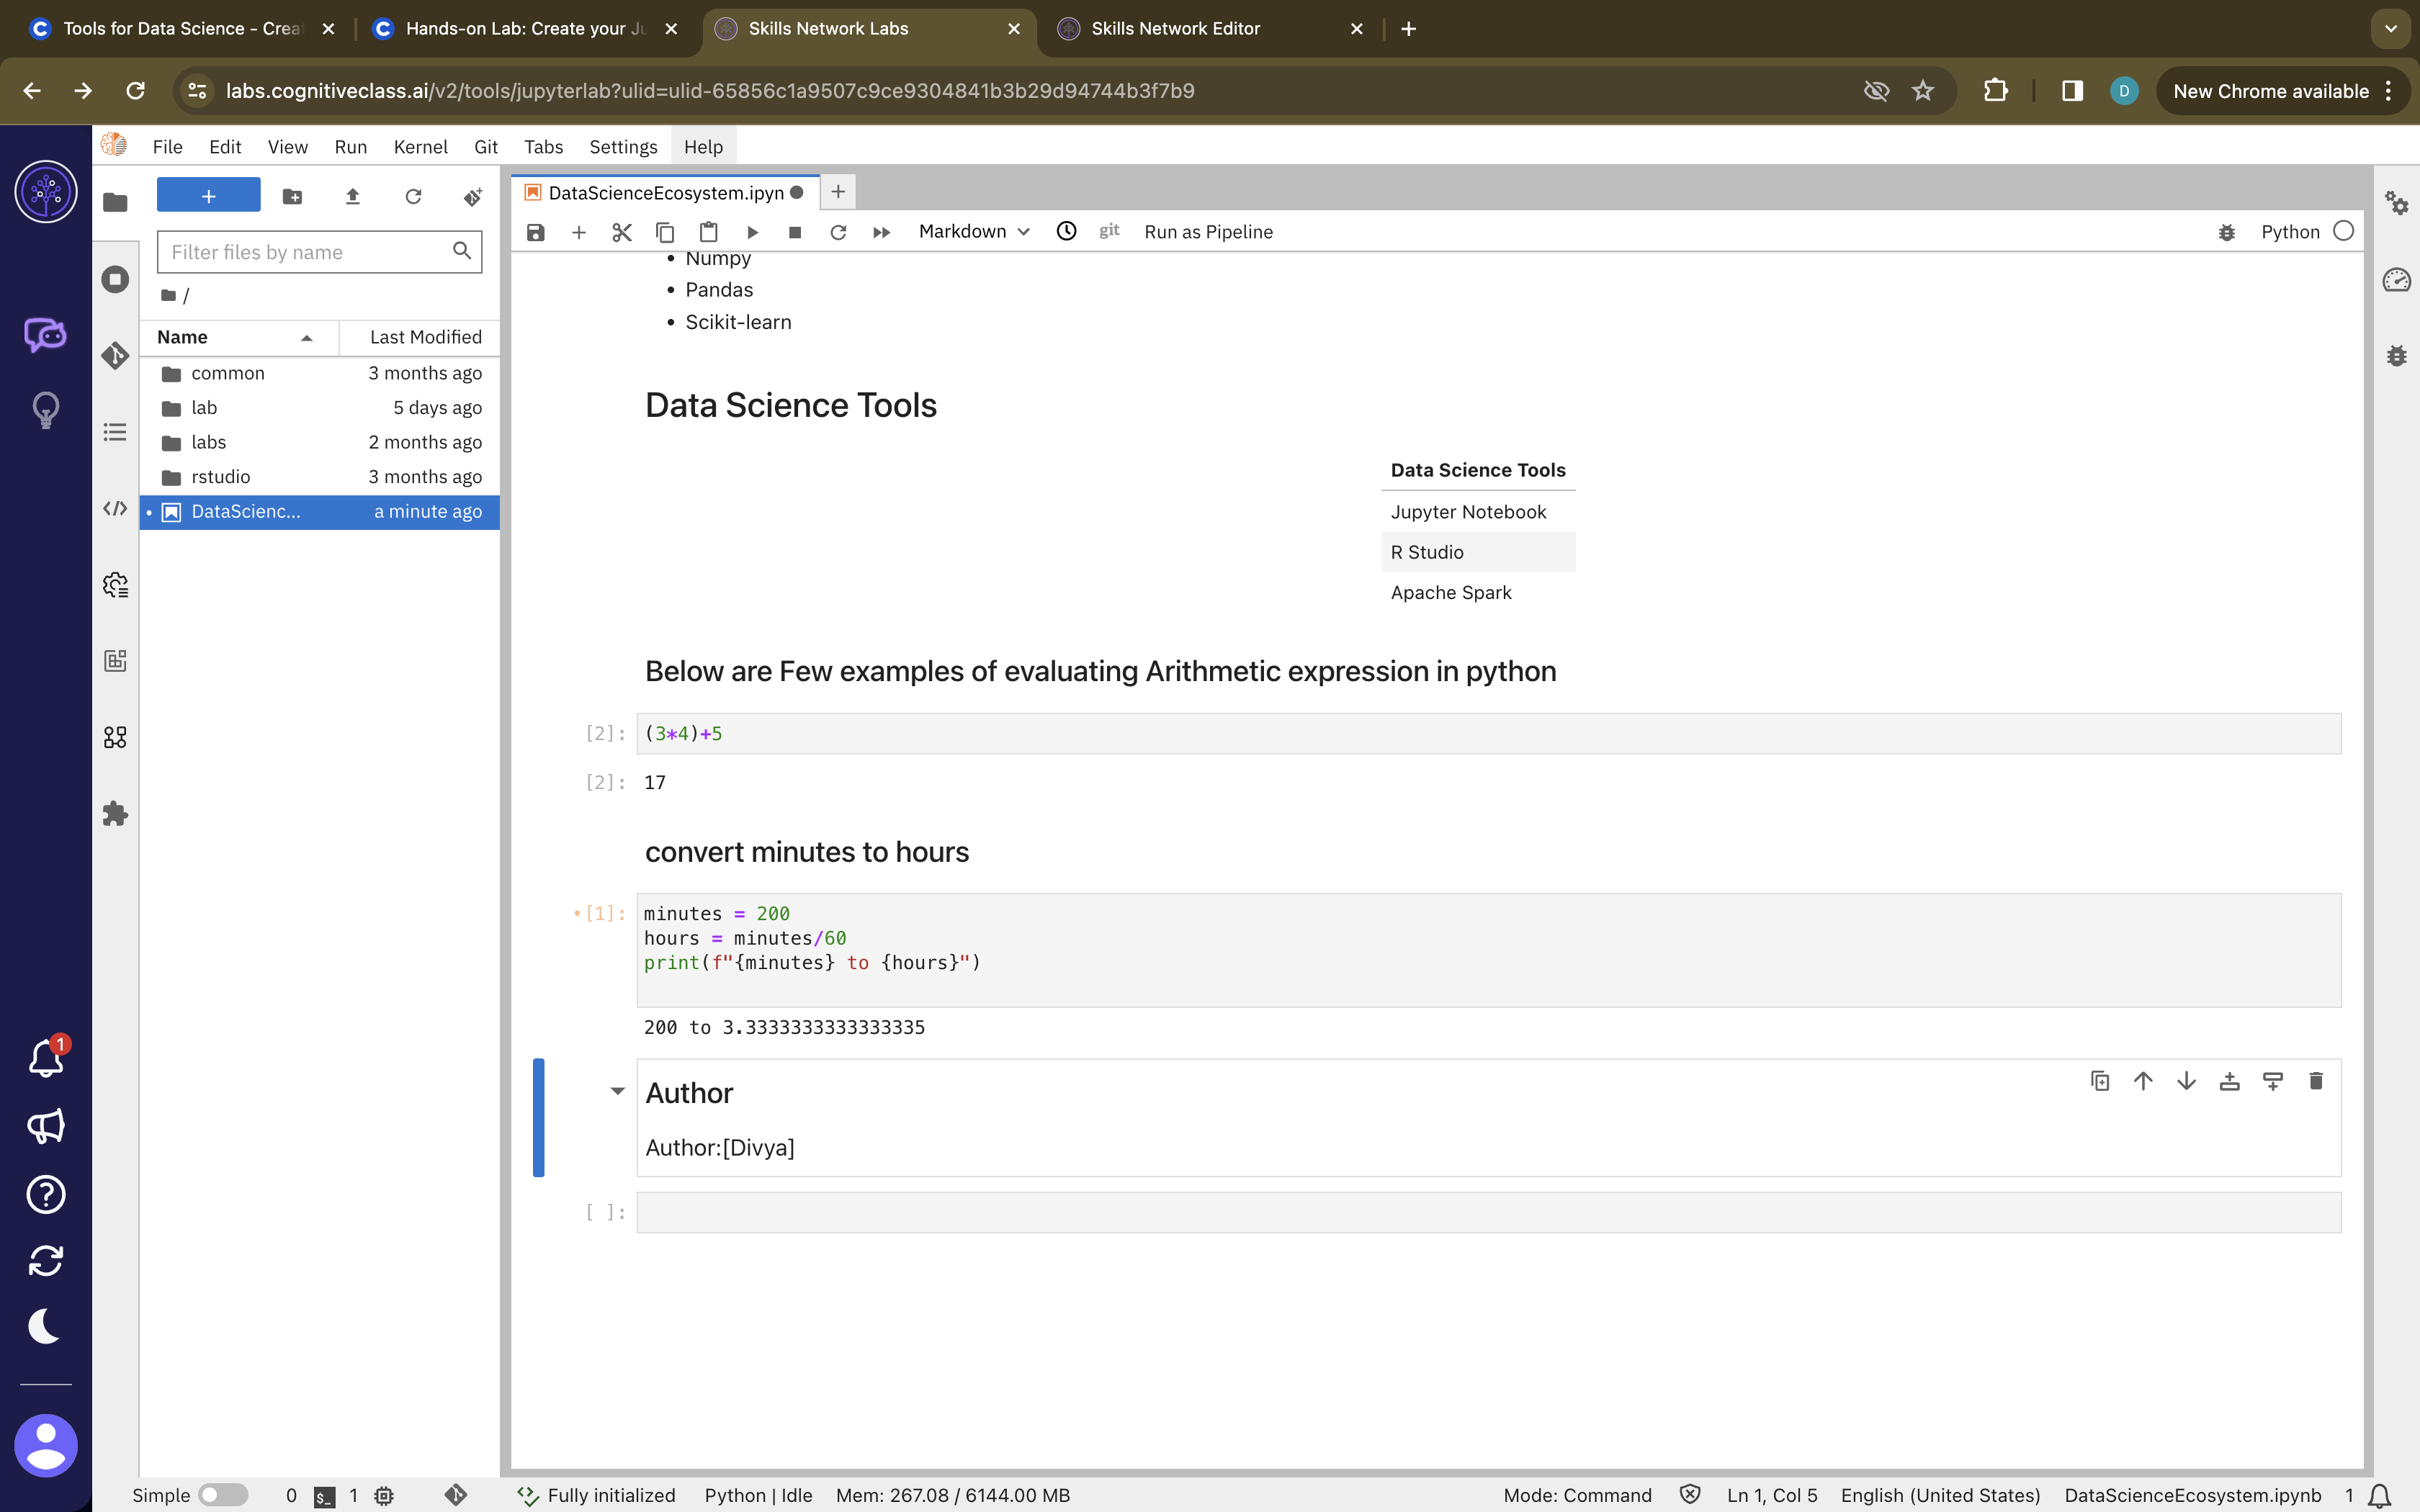 Tools for Data Science - Crea
Hands-on Lab: Create your Ju
Skills Network Labs
Skills Network Editor
labs.cognitiveclass.ai/v2/tools/jupyterlab?ulid=ulid-65856c1a9507c9ce9304841b3b29d94744b3f7b9
D
New Chrome available
File Edit View Run Kernel Git Tabs Settings Help
DataScienceEcosystem.ipyn
Markdown
git
Run as Pipeline
Python
Filter files by name
/
Name Last Modified
common 3 months ago
lab 5 days ago
labs 2 months ago
rstudio 3 months ago
DataScienc... a minute ago
• Numpy
• Pandas
• Scikit-learn
Data Science Tools
Data Science Tools
Jupyter Notebook
R Studio
Apache Spark
Below are Few examples of evaluating Arithmetic expression in python
[2]: (3*4)+5
[2]: 17
convert minutes to hours
[1]: minutes = 200
hours = minutes/60
print(f"{minutes} to {hours}")
200 to 3.3333333333333335
Author
Author:[Divya]
[ ]:
1
Simple 0 $_ 1 Fully initialized Python | Idle Mem: 267.08 / 6144.00 MB Mode: Command Ln 1, Col 5 English (United States) DataScienceEcosystem.ipynb 1